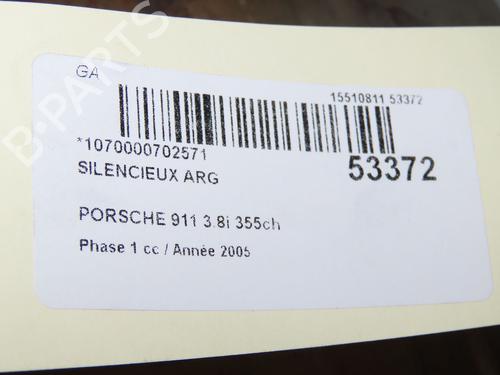 GA
15510811 53372
*1070000702571
53372
SILENCIEUX ARG
PORSCHE 911 3.8i 355ch
Phase 1 cc / Année 2005
B-PARTS